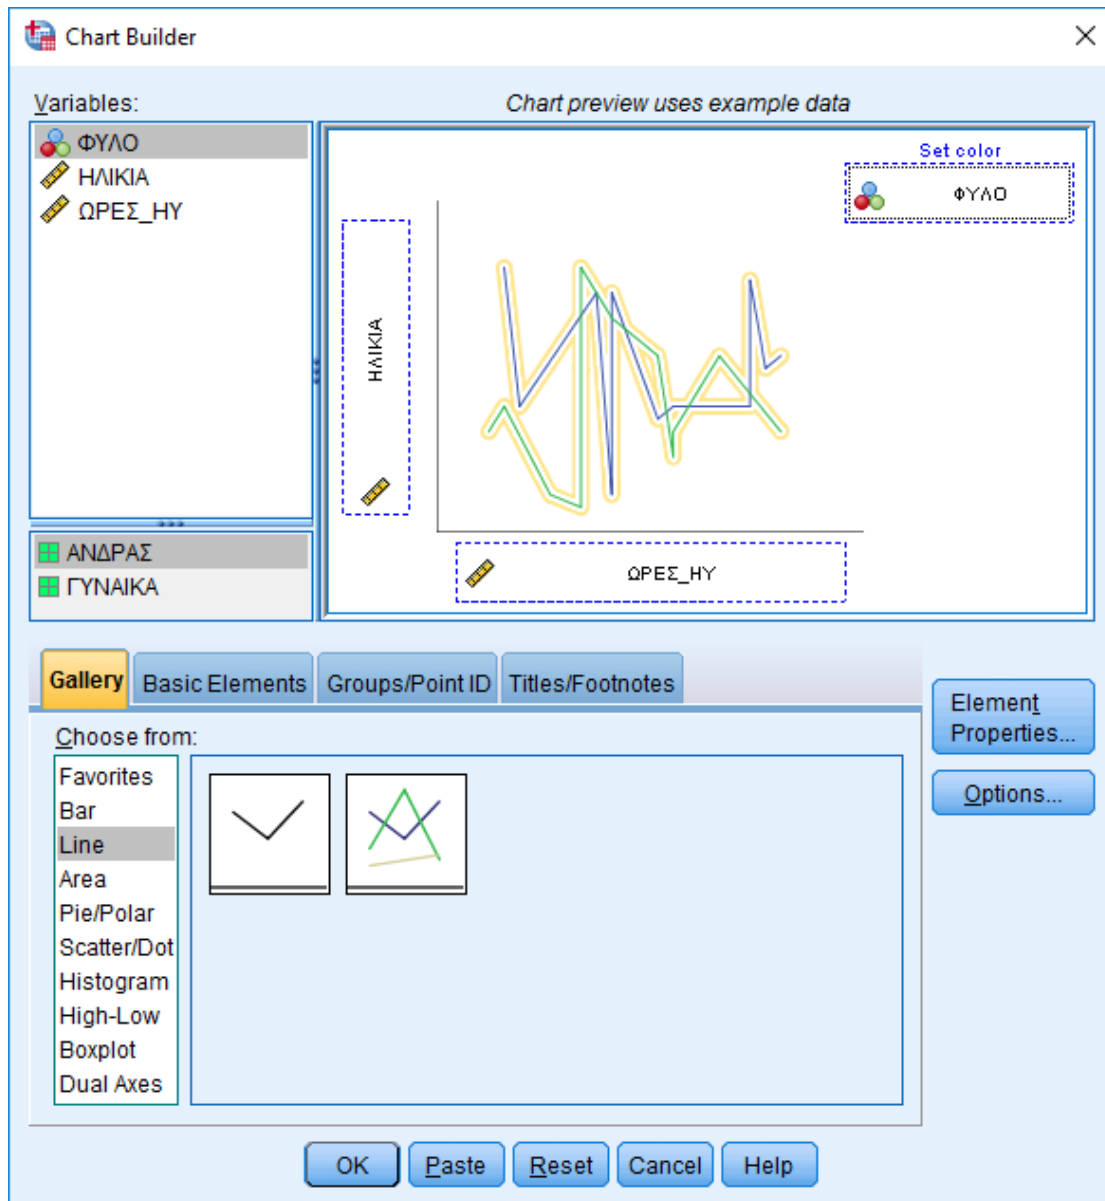 Chart Builder
Variables:
Chart preview uses example data
ΦΥΛΟ
ΗΛΙΚΙΑ
ΩΡΕΣ_ΗΥ
Set color
ΦΥΛΟ
ΗΛΙΚΙΑ
ΩΡΕΣ_ΗΥ
ΑΝΔΡΑΣ
ΓΥΝΑΙΚΑ
Gallery
Basic Elements
Groups/Point ID
Titles/Footnotes
Element
Properties...
Options...
Choose from:
Favorites
Bar
Line
Area
Pie/Polar
Scatter/Dot
Histogram
High-Low
Boxplot
Dual Axes
OK
Paste
Reset
Cancel
Help